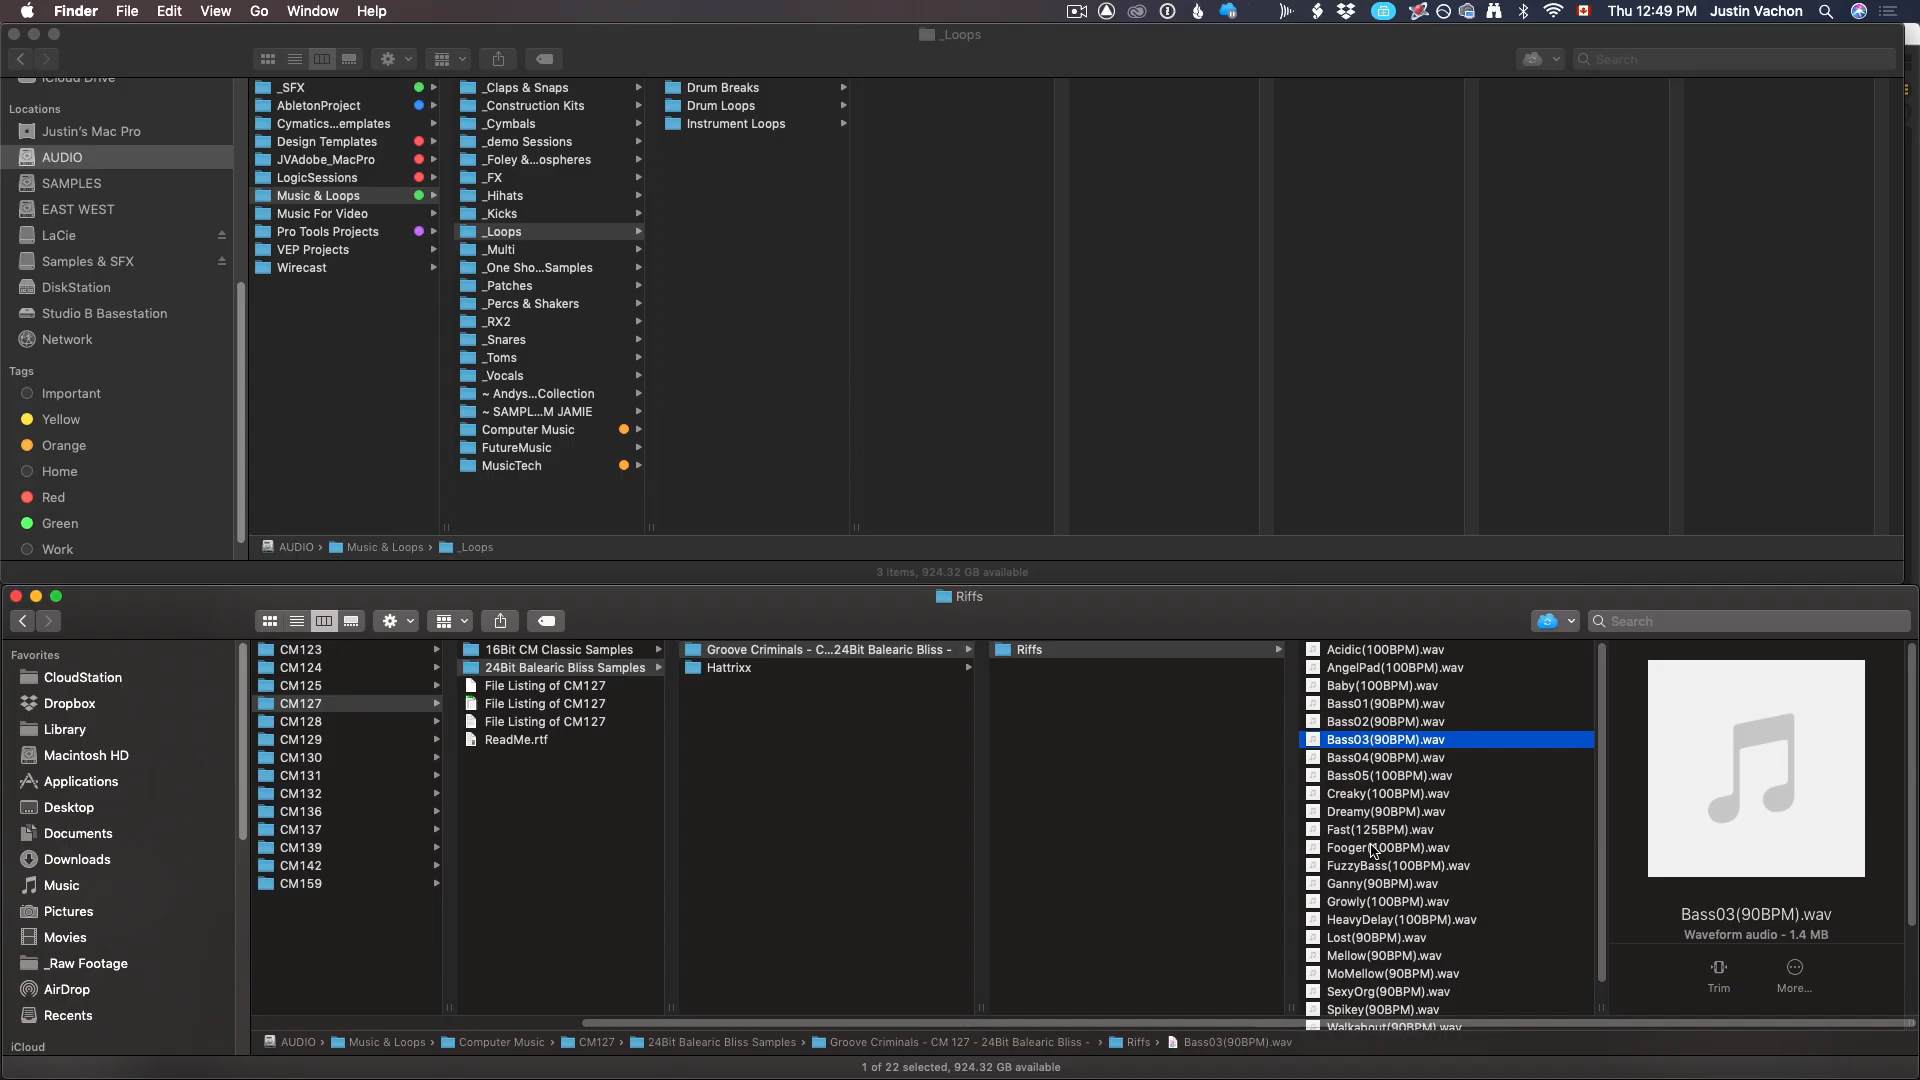 Finder File Edit View Go Window Help
Thu 12:49 PM Justin Vachon
_Loops
Search
iCloud Drive
Locations
Justin's Mac Pro
AUDIO
SAMPLES
EAST WEST
LaCie
Samples & SFX
DiskStation
Studio B Basestation
Network
Tags
Important
Yellow
Orange
Home
Red
Green
Work
_SFX
AbletonProject
Cymatics...emplates
Design Templates
JVAdobe_MacPro
LogicSessions
Music & Loops
Music For Video
Pro Tools Projects
VEP Projects
Wirecast
_Claps & Snaps
_Construction Kits
_Cymbals
_demo Sessions
_Foley &...ospheres
_FX
_Hihats
_Kicks
_Loops
_Multi
_One Sho...Samples
_Patches
_Percs & Shakers
_RX2
_Snares
_Toms
_Vocals
~ Andys...Collection
~ SAMPL...M JAMIE
Computer Music
FutureMusic
MusicTech
Drum Breaks
Drum Loops
Instrument Loops
AUDIO › Music & Loops › _Loops
3 items, 924.32 GB available
Riffs
Search
Favorites
CloudStation
Dropbox
Library
Macintosh HD
Applications
Desktop
Documents
Downloads
Music
Pictures
Movies
_Raw Footage
AirDrop
Recents
iCloud
CM123
CM124
CM125
CM127
CM128
CM129
CM130
CM131
CM132
CM136
CM137
CM139
CM142
CM159
16Bit CM Classic Samples
24Bit Balearic Bliss Samples
File Listing of CM127
File Listing of CM127
File Listing of CM127
ReadMe.rtf
Groove Criminals - C...24Bit Balearic Bliss -
Hattrixx
Riffs
Acidic(100BPM).wav
AngelPad(100BPM).wav
Baby(100BPM).wav
Bass01(90BPM).wav
Bass02(90BPM).wav
Bass03(90BPM).wav
Bass04(90BPM).wav
Bass05(100BPM).wav
Creaky(100BPM).wav
Dreamy(90BPM).wav
Fast(125BPM).wav
Fooger(100BPM).wav
FuzzyBass(100BPM).wav
Ganny(90BPM).wav
Growly(100BPM).wav
HeavyDelay(100BPM).wav
Lost(90BPM).wav
Mellow(90BPM).wav
MoMellow(90BPM).wav
SexyOrg(90BPM).wav
Spikey(90BPM).wav
Walkabout(90BPM).wav
Bass03(90BPM).wav
Waveform audio - 1.4 MB
Trim More...
AUDIO › Music & Loops › Computer Music › CM127 › 24Bit Balearic Bliss Samples › Groove Criminals - CM 127 - 24Bit Balearic Bliss - › Riffs › Bass03(90BPM).wav
1 of 22 selected, 924.32 GB available